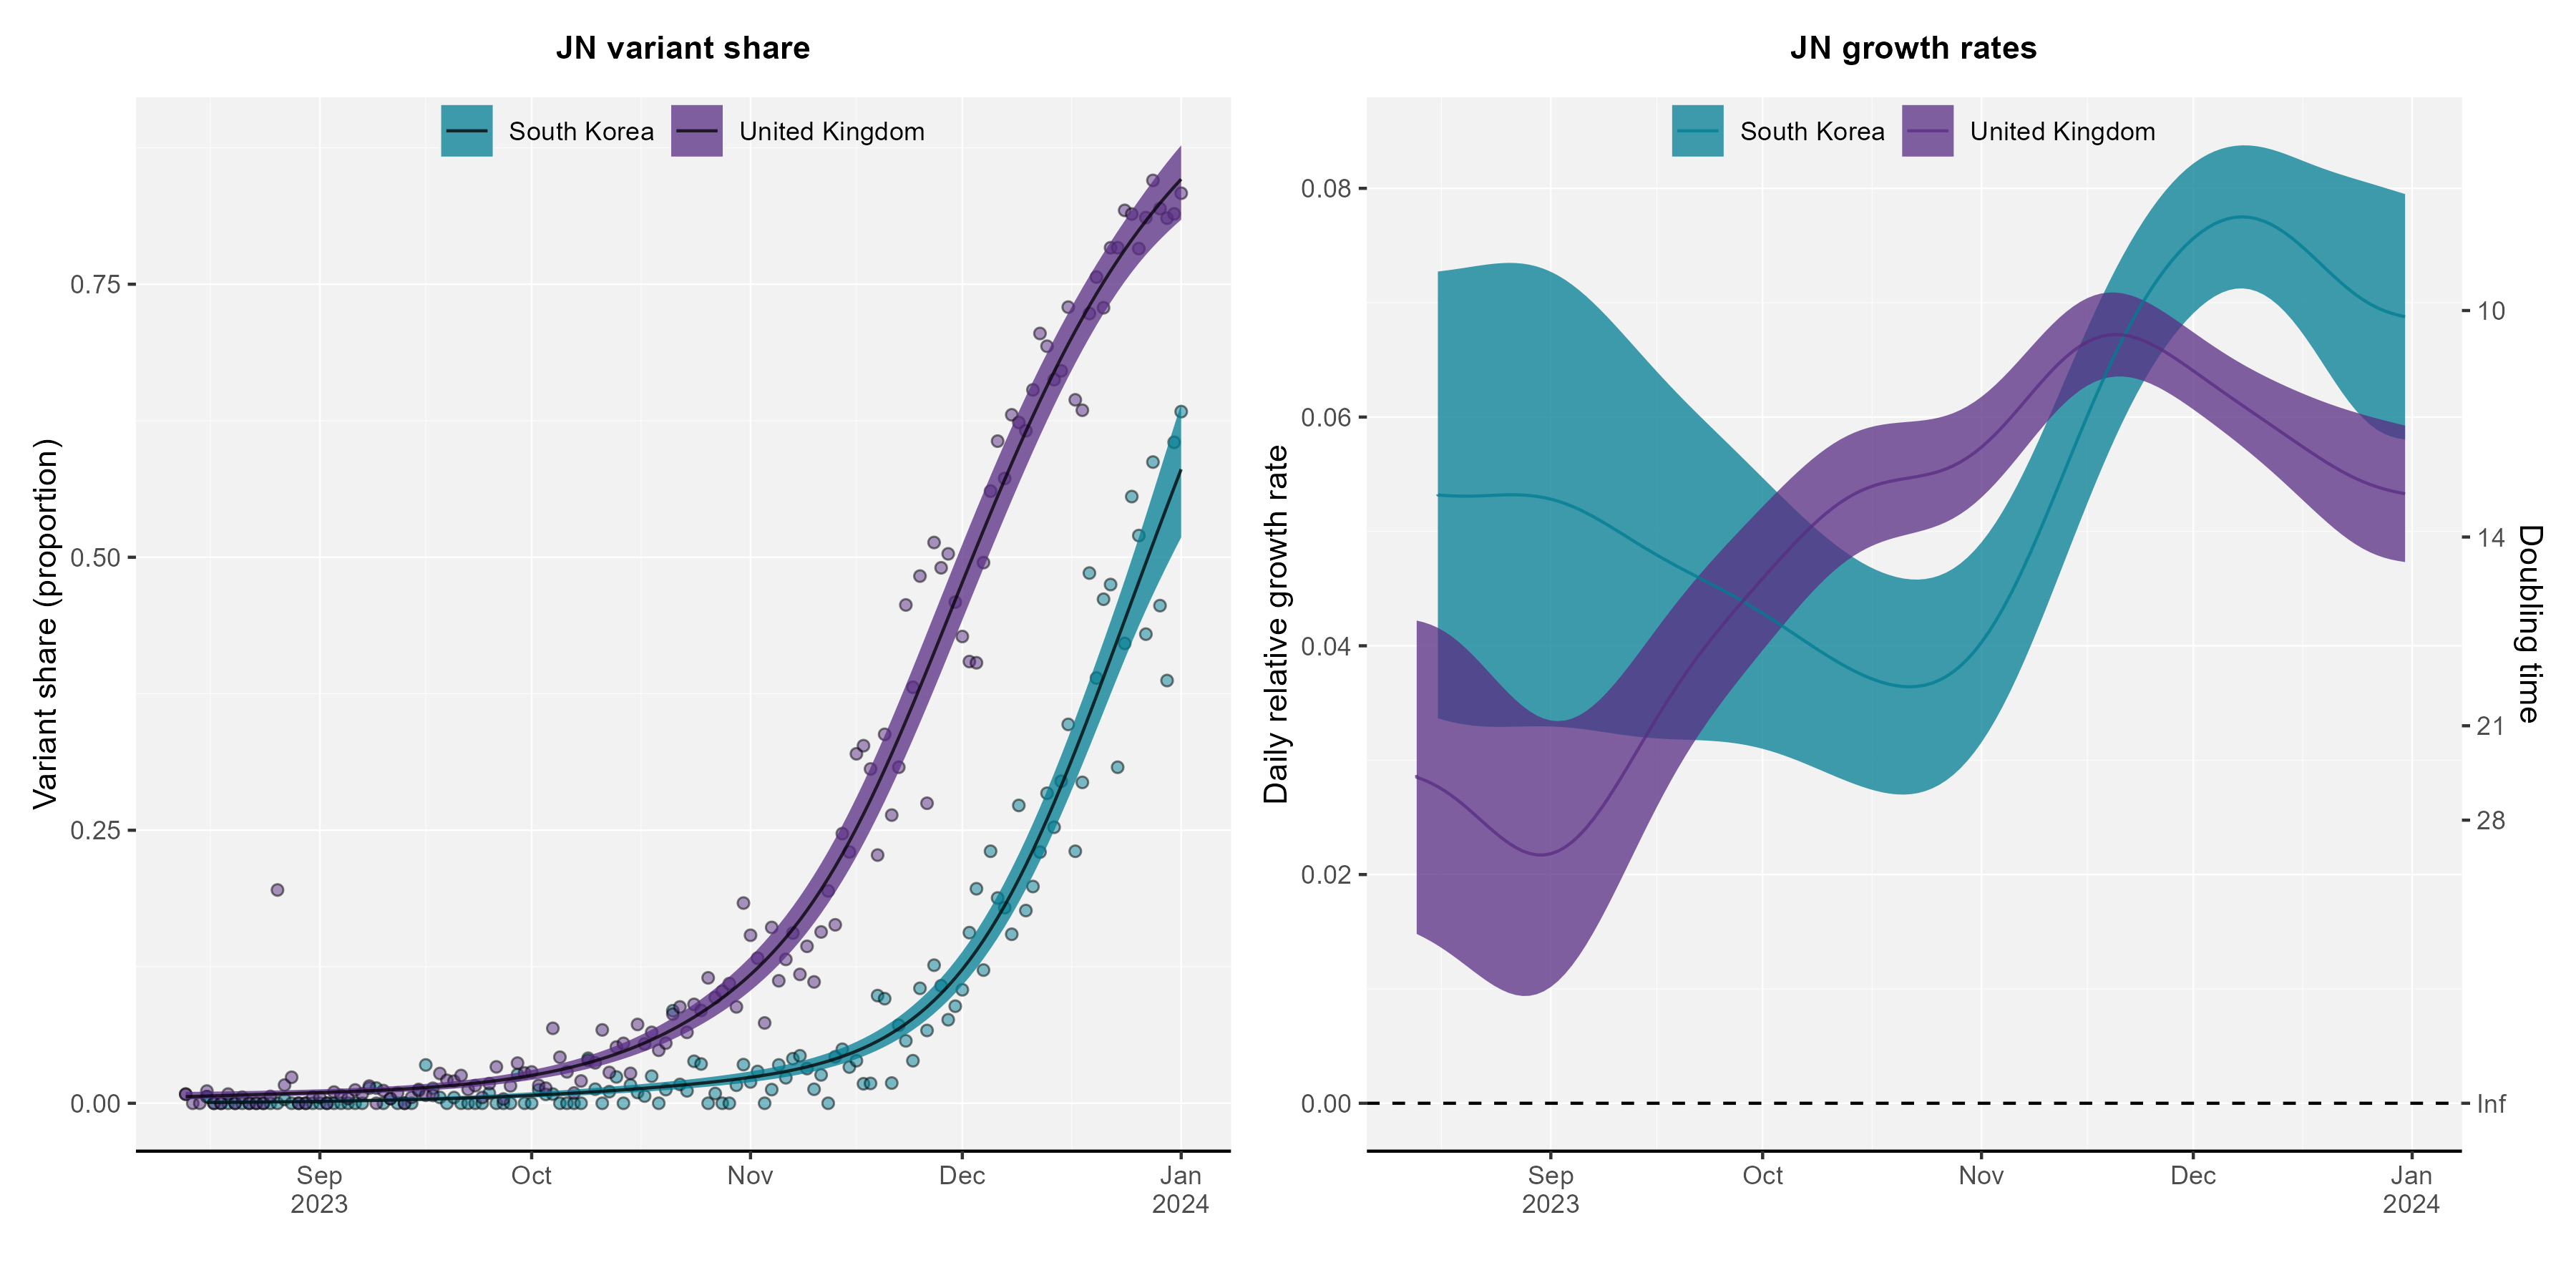 JN variant share
South Korea
United Kingdom
Variant share (proportion)
0.75
0.50
0.25
0.00
Sep
2023
Oct
Nov
Dec
Jan
2024
JN growth rates
South Korea
United Kingdom
Daily relative growth rate
0.08
0.06
0.04
0.02
0.00
10
14
21
28
Inf
Doubling time
Sep
2023
Oct
Nov
Dec
Jan
2024